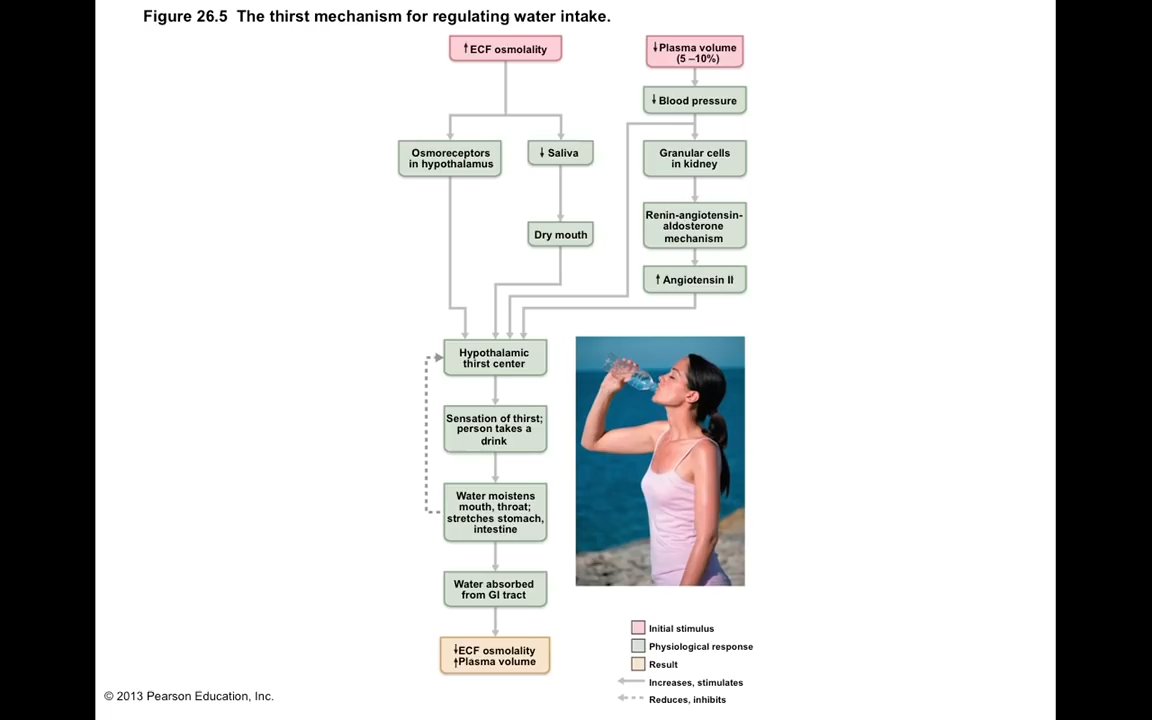 Figure 26.5  The thirst mechanism for regulating water intake.
↑ECF osmolality
↓Plasma volume
(5 –10%)
↓ Blood pressure
Osmoreceptors
in hypothalamus
↓ Saliva
Granular cells
in kidney
Dry mouth
Renin-angiotensin-
aldosterone
mechanism
↑ Angiotensin II
Hypothalamic
thirst center
Sensation of thirst;
person takes a
drink
Water moistens
mouth, throat;
stretches stomach,
intestine
Water absorbed
from GI tract
↓ECF osmolality
↑Plasma volume
Initial stimulus
Physiological response
Result
Increases, stimulates
Reduces, inhibits
© 2013 Pearson Education, Inc.